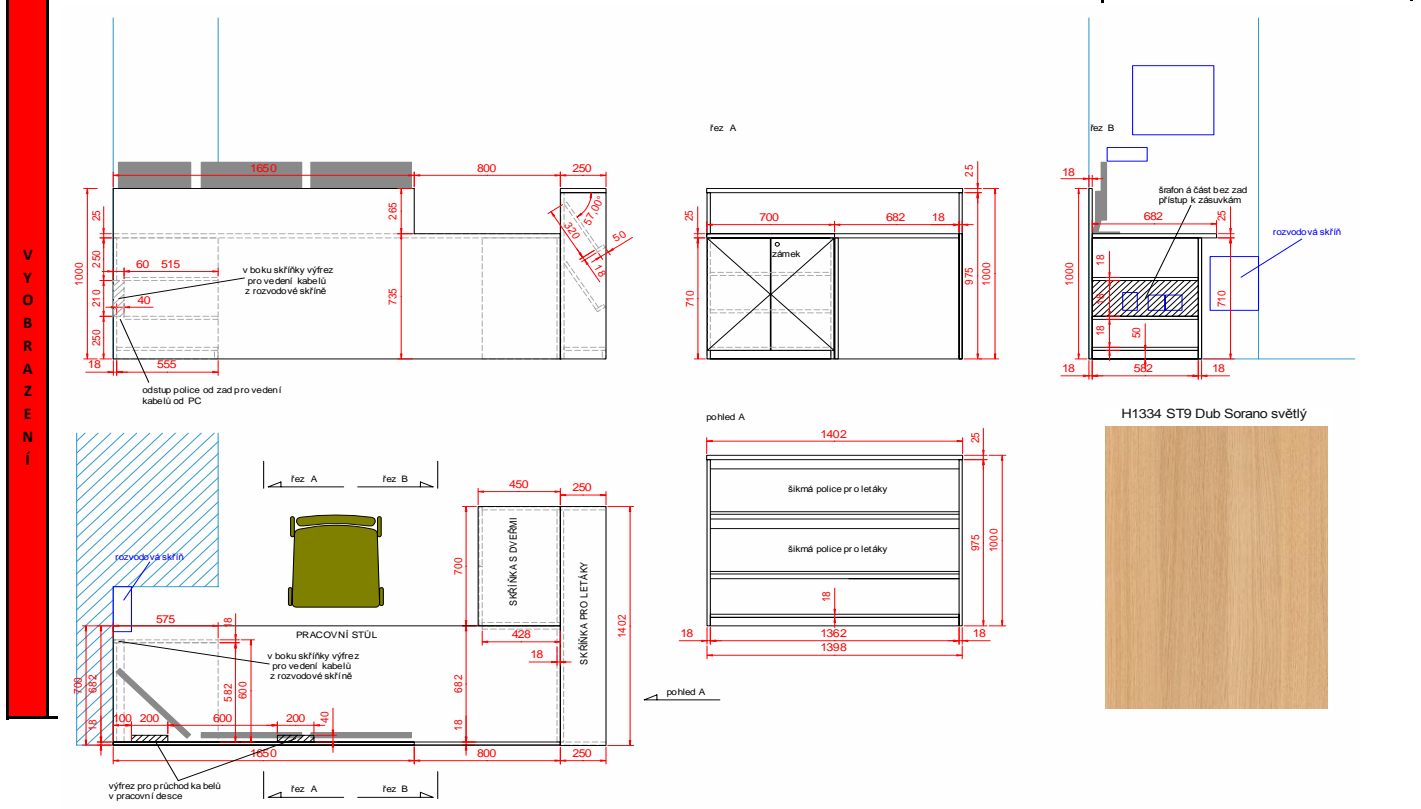 V
Y
O
B
R
A
Z
E
N
Í
1650
800
250
25
265
250
1000
60 515
210
40
735
250
18
555
57,00°
320
50
18
v boku skříňky výfrez
pro vedení kabelů
z rozvodové skříně
odstup police od zad pro vedení
kabelů od PC
řez A
25
25
700
682
18
zámek
710
975
1000
řez B
18
šrafon á část bez zad
přístup k zásuvkám
682
25
rozvodová skříň
1000
18
18
18
50
710
18
582
18
pohled A
1402
25
šikmá police pro letáky
šikmá police pro letáky
975
1000
18
18
1362
18
1398
H1334 ST9 Dub Sorano světlý
řez A
řez B
450
250
rozvodová skříň
700
SKŘÍŇKA S DVEŘMI
SKŘÍŇKA PRO LETÁKY
1402
575
18
PRACOVNÍ STŮL
428
18
v boku skříňky výfrez
pro vedení kabelů
z rozvodové skříně
700
682
582
600
682
pohled A
18
100
200
600
200
40
18
1650
800
250
výfrez pro průchod kabelů
v pracovní desce
řez A
řez B